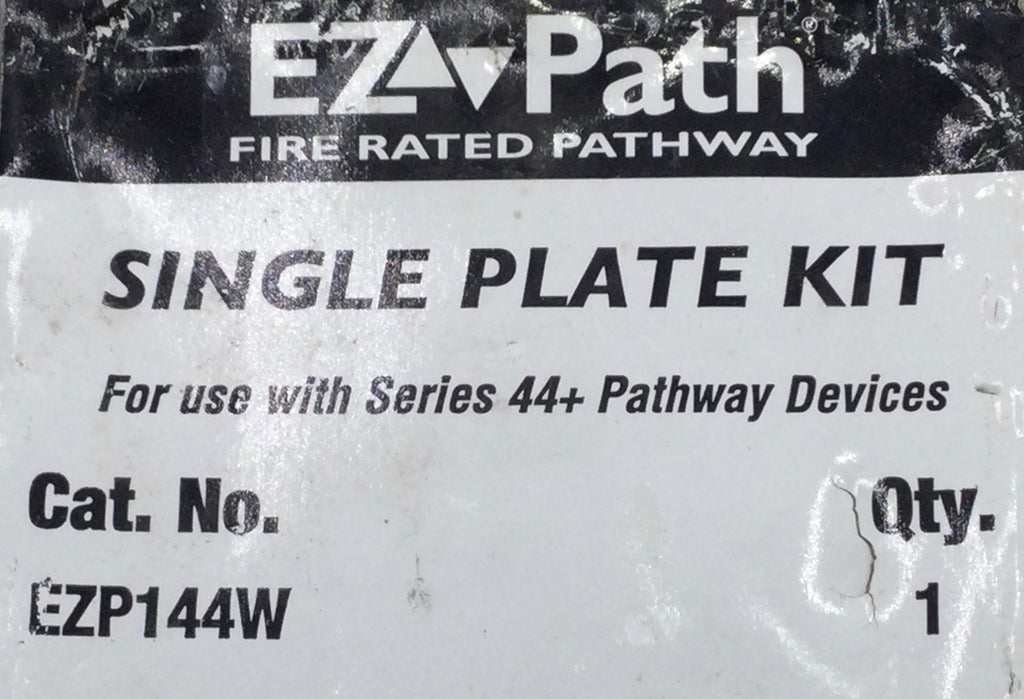 EZ Path®
FIRE RATED PATHWAY
SINGLE PLATE KIT
For use with Series 44+ Pathway Devices
Cat. No. Qty.
EZP144W 1